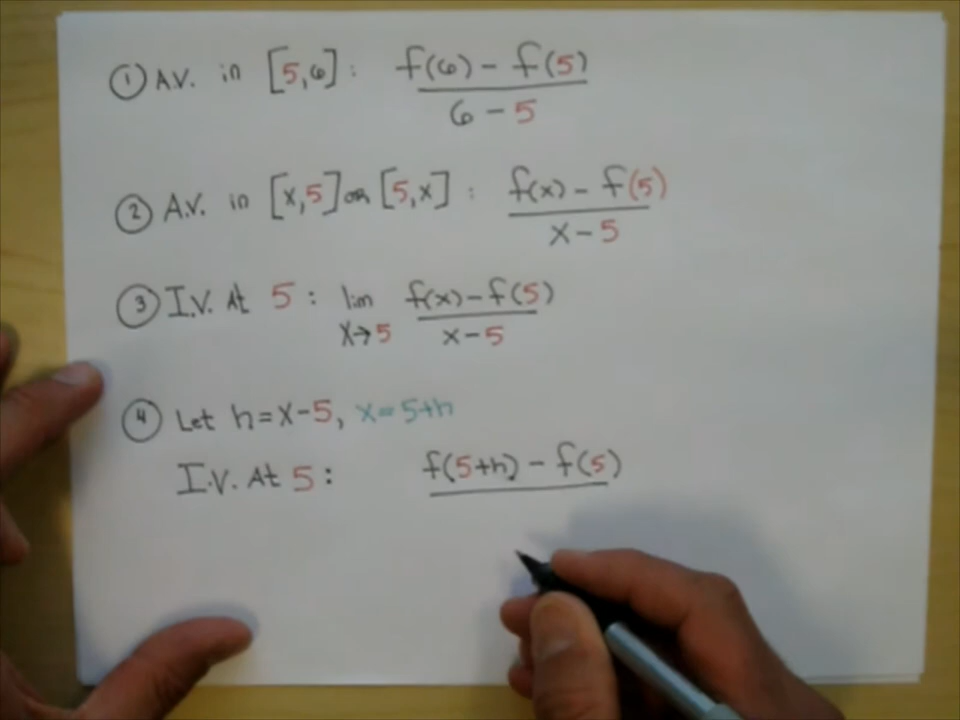 ① A.V. in [5,6] : f(6) - f(5)
6 - 5
② A.V. in [x,5] or [5,x] : f(x) - f(5)
x - 5
③ I.V. At 5 : lim f(x) - f(5)
x→5 x - 5
④ Let h = x - 5, x = 5+h
I.V. At 5 : f(5+h) - f(5)